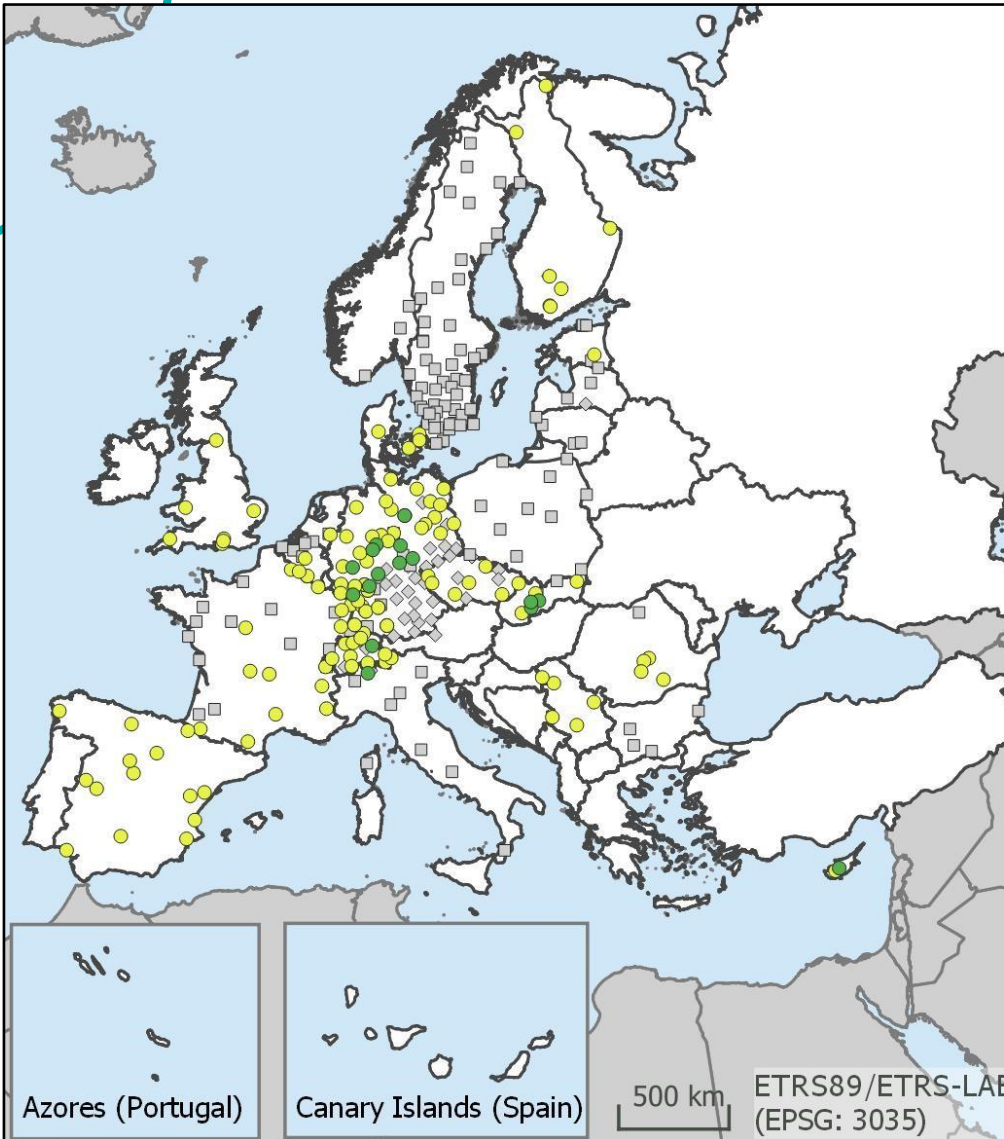 Azores (Portugal)
Canary Islands (Spain)
500 km
ETRS89/ETRS-LAE
(EPSG: 3035)